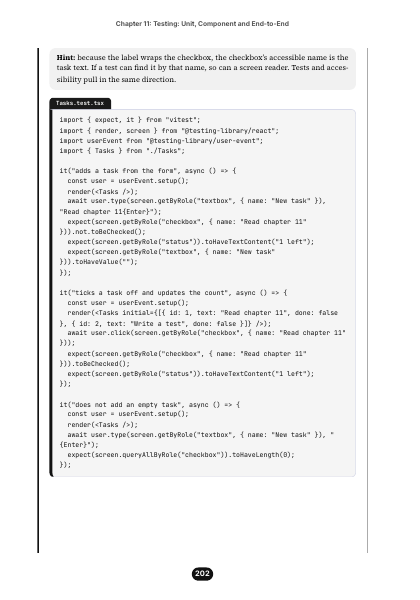 Chapter 11: Testing: Unit, Component and End-to-End
Hint: because the label wraps the checkbox, the checkbox's accessible name is the
task text. If a test can find it by that name, so can a screen reader. Tests and acces-
sibility pull in the same direction.
Tasks.test.tsx
import { expect, it } from "vitest";
import { render, screen } from "@testing-library/react";
import userEvent from "@testing-library/user-event";
import { Tasks } from "./Tasks";
it("adds a task from the form", async () => {
  const user = userEvent.setup();
  render(<Tasks />);
  await user.type(screen.getByRole("textbox", { name: "New task" }),
"Read chapter 11{Enter}");
  expect(screen.getByRole("checkbox", { name: "Read chapter 11"
})).not.toBeChecked();
  expect(screen.getByRole("status")).toHaveTextContent("1 left");
  expect(screen.getByRole("textbox", { name: "New task"
})).toHaveValue("");
});
it("ticks a task off and updates the count", async () => {
  const user = userEvent.setup();
  render(<Tasks initial={[{ id: 1, text: "Read chapter 11", done: false
}, { id: 2, text: "Write a test", done: false }]} />);
  await user.click(screen.getByRole("checkbox", { name: "Read chapter 11"
}));
  expect(screen.getByRole("checkbox", { name: "Read chapter 11"
})).toBeChecked();
  expect(screen.getByRole("status")).toHaveTextContent("1 left");
});
it("does not add an empty task", async () => {
  const user = userEvent.setup();
  render(<Tasks />);
  await user.type(screen.getByRole("textbox", { name: "New task" }), "
{Enter}");
  expect(screen.queryAllByRole("checkbox")).toHaveLength(0);
});
202